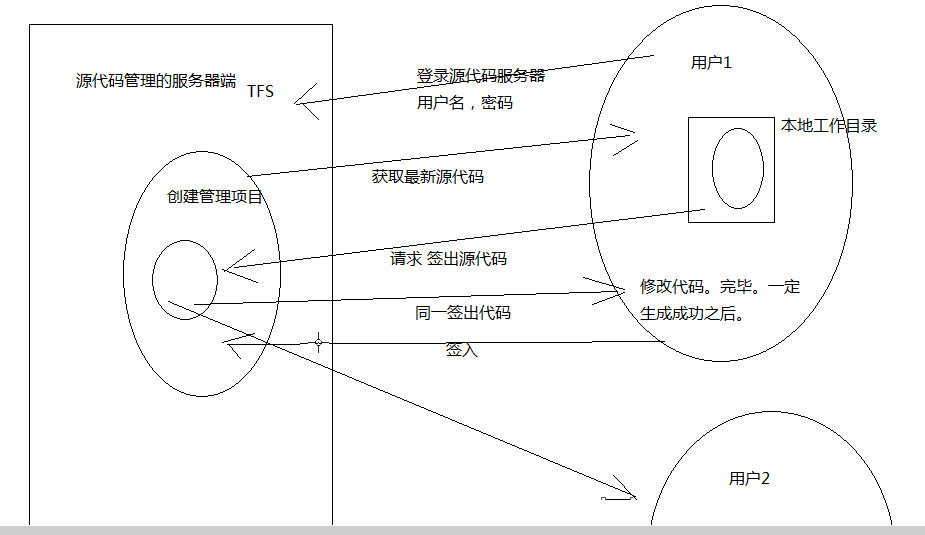 源代码管理的服务器端
TFS
登录源代码服务器
用户名，密码
用户1
本地工作目录
获取最新源代码
创建管理项目
请求 签出源代码
修改代码。完毕。一定
生成成功之后。
同一签出代码
签入
用户2